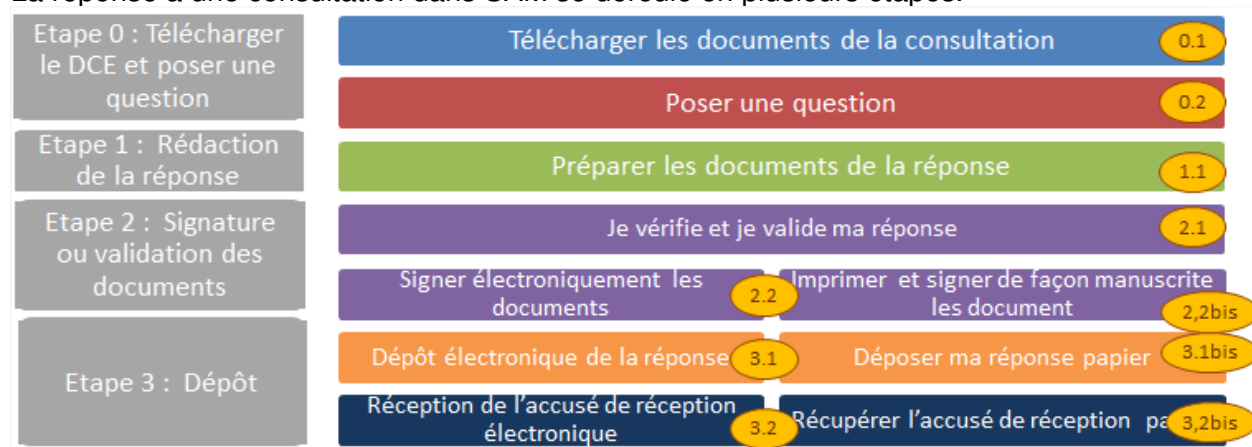 Etape 0 : Télécharger
le DCE et poser une
question
Télécharger les documents de la consultation
0.1
Poser une question
0.2
Etape 1 : Rédaction
de la réponse
Préparer les documents de la réponse
1.1
Etape 2 : Signature
ou validation des
documents
Je vérifie et je valide ma réponse
2.1
Signer électroniquement les
documents
2.2
Imprimer et signer de façon manuscrite
les document
2,2bis
Etape 3 : Dépôt
Dépôt électronique de la réponse
3.1
Déposer ma réponse papier
3.1bis
Réception de l'accusé de réception
électronique
3.2
Récupérer l'accusé de réception
3,2bis